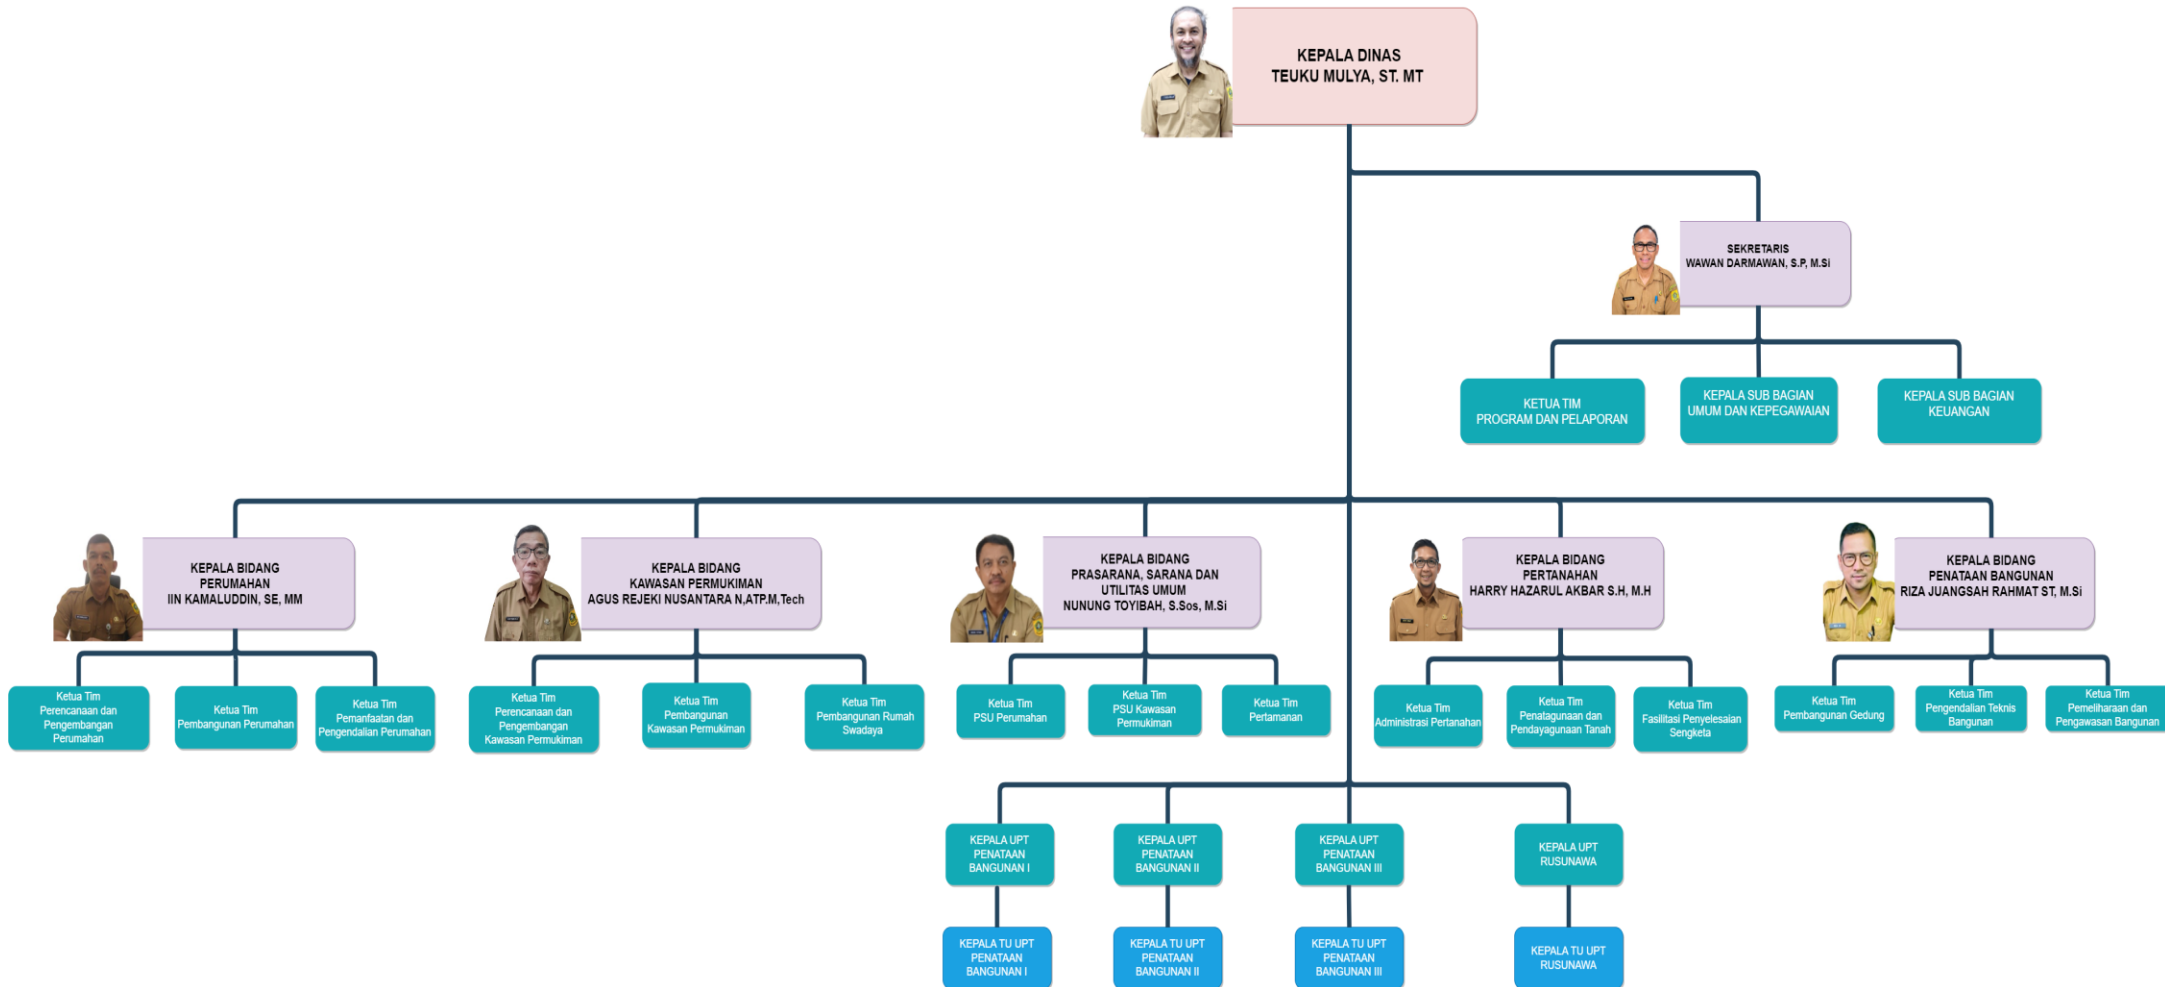 KEPALA DINAS
TEUKU MULYA, ST. MT
SEKRETARIS
WAWAN DARMAWAN, S.P, M.Si
KETUA TIM
PROGRAM DAN PELAPORAN
KEPALA SUB BAGIAN
UMUM DAN KEPEGAWAIAN
KEPALA SUB BAGIAN
KEUANGAN
KEPALA BIDANG
PERUMAHAN
IIN KAMALUDDIN, SE, MM
KEPALA BIDANG
KAWASAN PERMUKIMAN
AGUS REJEKI NUSANTARA N,ATP.M,Tech
KEPALA BIDANG
PRASARANA, SARANA DAN
UTILITAS UMUM
NUNUNG TOYIBAH, S.Sos, M.Si
KEPALA BIDANG
PERTANAHAN
HARRY HAZARUL AKBAR S.H, M.H
KEPALA BIDANG
PENATAAN BANGUNAN
RIZA JUANGSAH RAHMAT ST, M.Si
Ketua Tim
Perencanaan dan
Pengembangan
Perumahan
Ketua Tim
Pembangunan Perumahan
Ketua Tim
Pemanfaatan dan
Pengendalian Perumahan
Ketua Tim
Perencanaan dan
Pengembangan
Kawasan Permukiman
Ketua Tim
Pembangunan
Kawasan Permukiman
Ketua Tim
Pembangunan Rumah
Swadaya
Ketua Tim
PSU Perumahan
Ketua Tim
PSU Kawasan
Permukiman
Ketua Tim
Pertamanan
Ketua Tim
Administrasi Pertanahan
Ketua Tim
Penatagunaan dan
Pendayagunaan Tanah
Ketua Tim
Fasilitasi Penyelesaian
Sengketa
Ketua Tim
Pembangunan Gedung
Ketua Tim
Pengendalian Teknis
Bangunan
Ketua Tim
Pemeliharaan dan
Pengawasan Bangunan
KEPALA UPT
PENATAAN
BANGUNAN I
KEPALA UPT
PENATAAN
BANGUNAN II
KEPALA UPT
PENATAAN
BANGUNAN III
KEPALA UPT
RUSUNAWA
KEPALA TU UPT
PENATAAN
BANGUNAN I
KEPALA TU UPT
PENATAAN
BANGUNAN II
KEPALA TU UPT
PENATAAN
BANGUNAN III
KEPALA TU UPT
RUSUNAWA